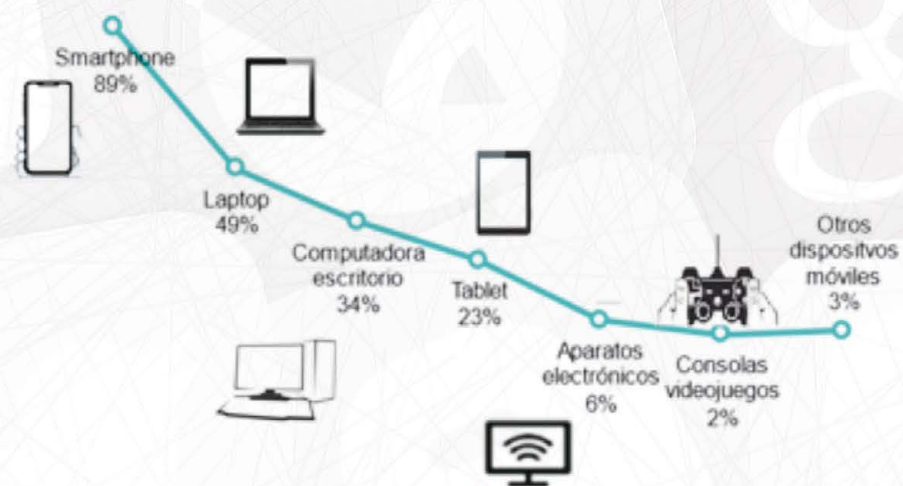 Smartphone
89%
Laptop
49%
Computadora
escritorio
34%
Tablet
23%
Aparatos
electrónicos
6%
Consolas
videojuegos
2%
Otros
dispositvos
móviles
3%